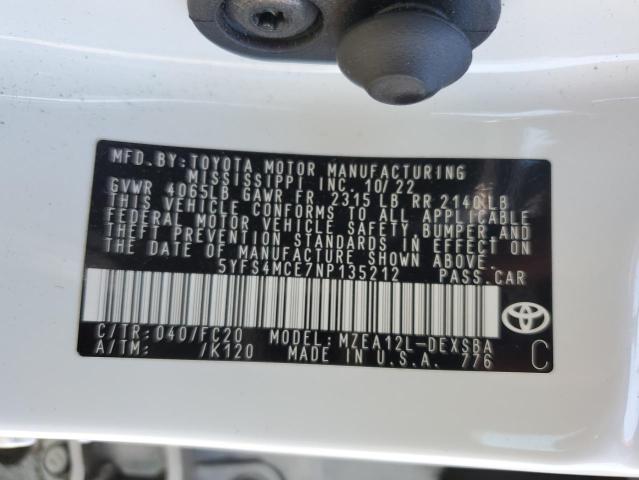 MFD.BY:TOYOTA MOTOR MANUFACTURING
MISSISSIPPI INC. 10/22
GVWR 4065LB GAWR FR 2315 LB RR 2140 LB
THIS VEHICLE CONFORMS TO ALL APPLICABLE
FEDERAL MOTOR VEHICLE SAFETY,BUMPER AND
THEFT PREVENTION STANDARDS IN EFFECT ON
THE DATE OF MANUFACTURE SHOWN ABOVE.
5YFS4MCE7NP135212 PASS.CAR
C/TR:040/FC20 MODEL:MZEA12L-DEXSBA
A/TM: /K120 MADE IN U.S.A. 776 C